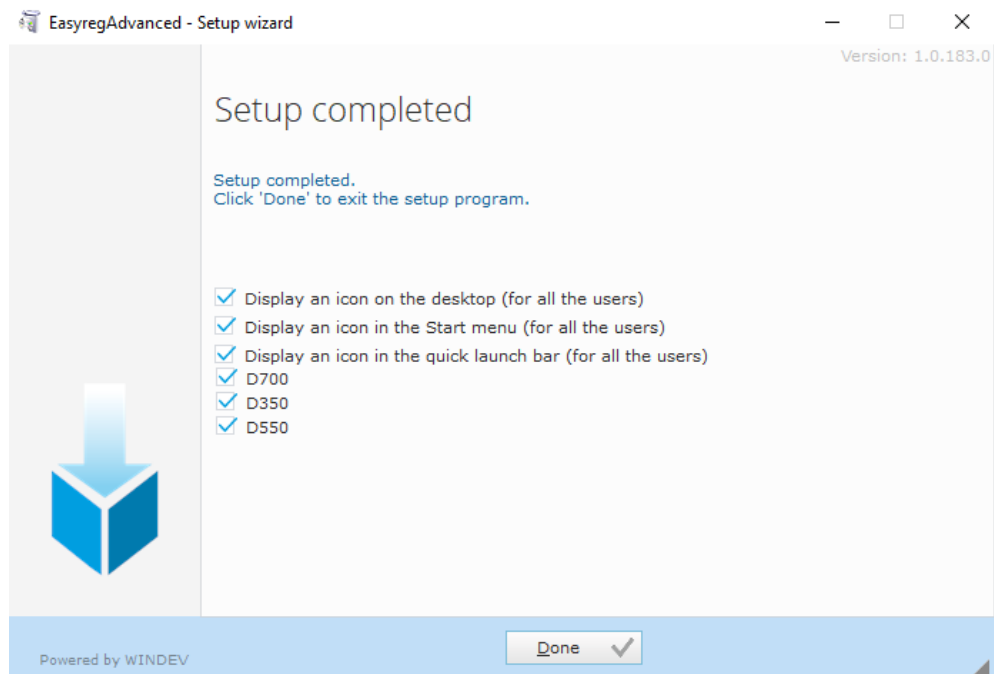 EasyregAdvanced - Setup wizard
Version: 1.0.183.0
Setup completed
Setup completed.
Click 'Done' to exit the setup program.
Display an icon on the desktop (for all the users)
Display an icon in the Start menu (for all the users)
Display an icon in the quick launch bar (for all the users)
D700
D350
D550
Done
Powered by WINDEV